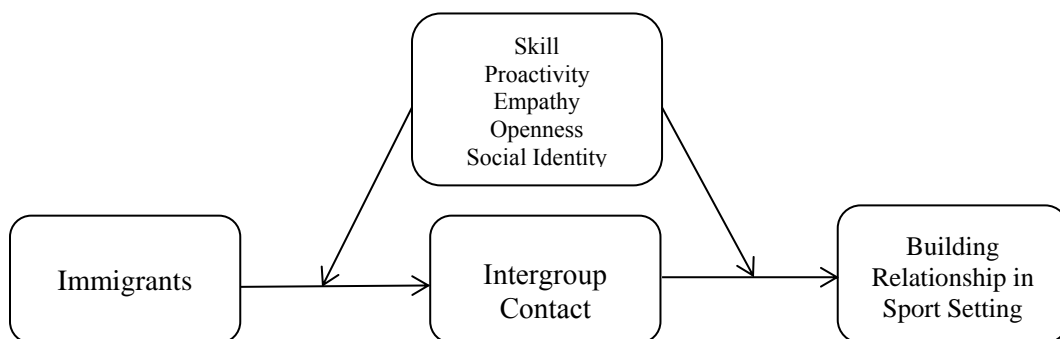 Skill
Proactivity
Empathy
Openness
Social Identity
Immigrants
Intergroup
Contact
Building
Relationship in
Sport Setting